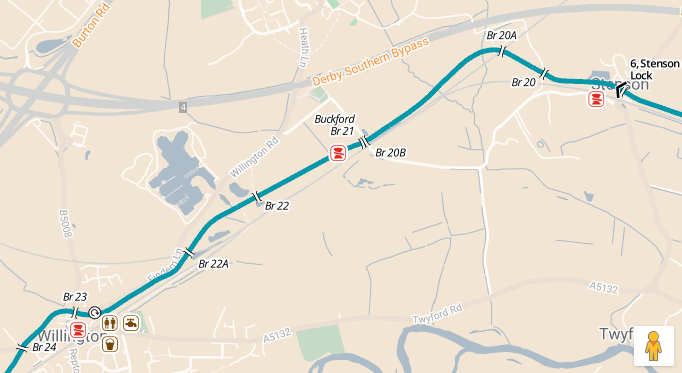 Burton Rd
Heath Ln
Br 20A
Derby Southern Bypass
6, Stenson
Lock
Br 20
Stenson
4
Buckford
Br 21
Br 20B
Willington Rd
Br 22
B5008
Findern Ln
Br 22A
A5132
Br 23
Twyford Rd
A5132
Willington
Br 24
Twyf
Rept